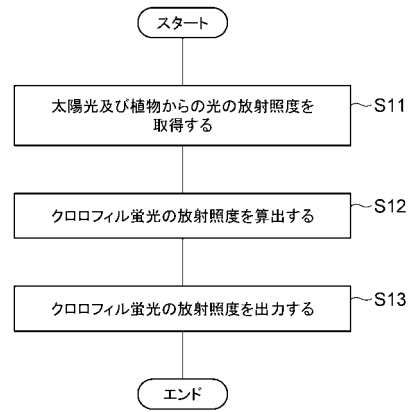 スタート
太陽光及び植物からの光の放射照度を
取得する
S11
クロロフィル蛍光の放射照度を算出する
S12
クロロフィル蛍光の放射照度を出力する
S13
エンド